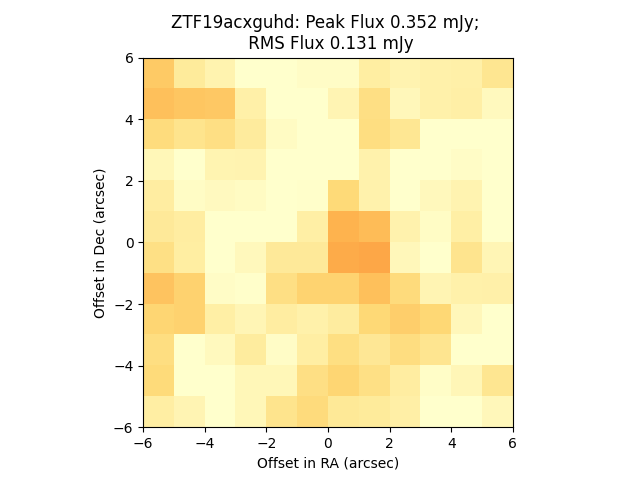 ZTF19acxguhd: Peak Flux 0.352 mJy;
RMS Flux 0.131 mJy
6
4
2
0
−2
−4
−6
Offset in Dec (arcsec)
−6 −4 −2 0 2 4 6
Offset in RA (arcsec)